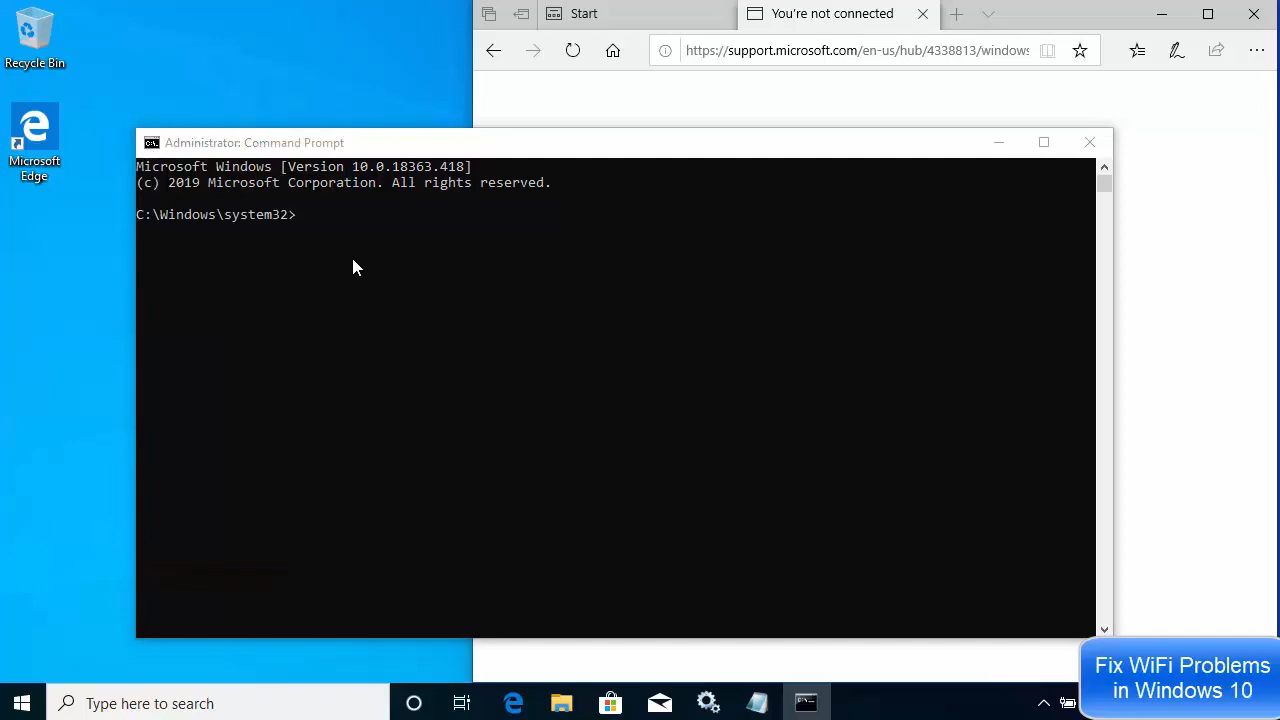 Recycle Bin
Microsoft
Edge
Start
You're not connected
https://support.microsoft.com/en-us/hub/4338813/windows
Administrator: Command Prompt
Microsoft Windows [Version 10.0.18363.418]
(c) 2019 Microsoft Corporation. All rights reserved.
C:\Windows\system32>
Fix WiFi Problems
in Windows 10
Type here to search